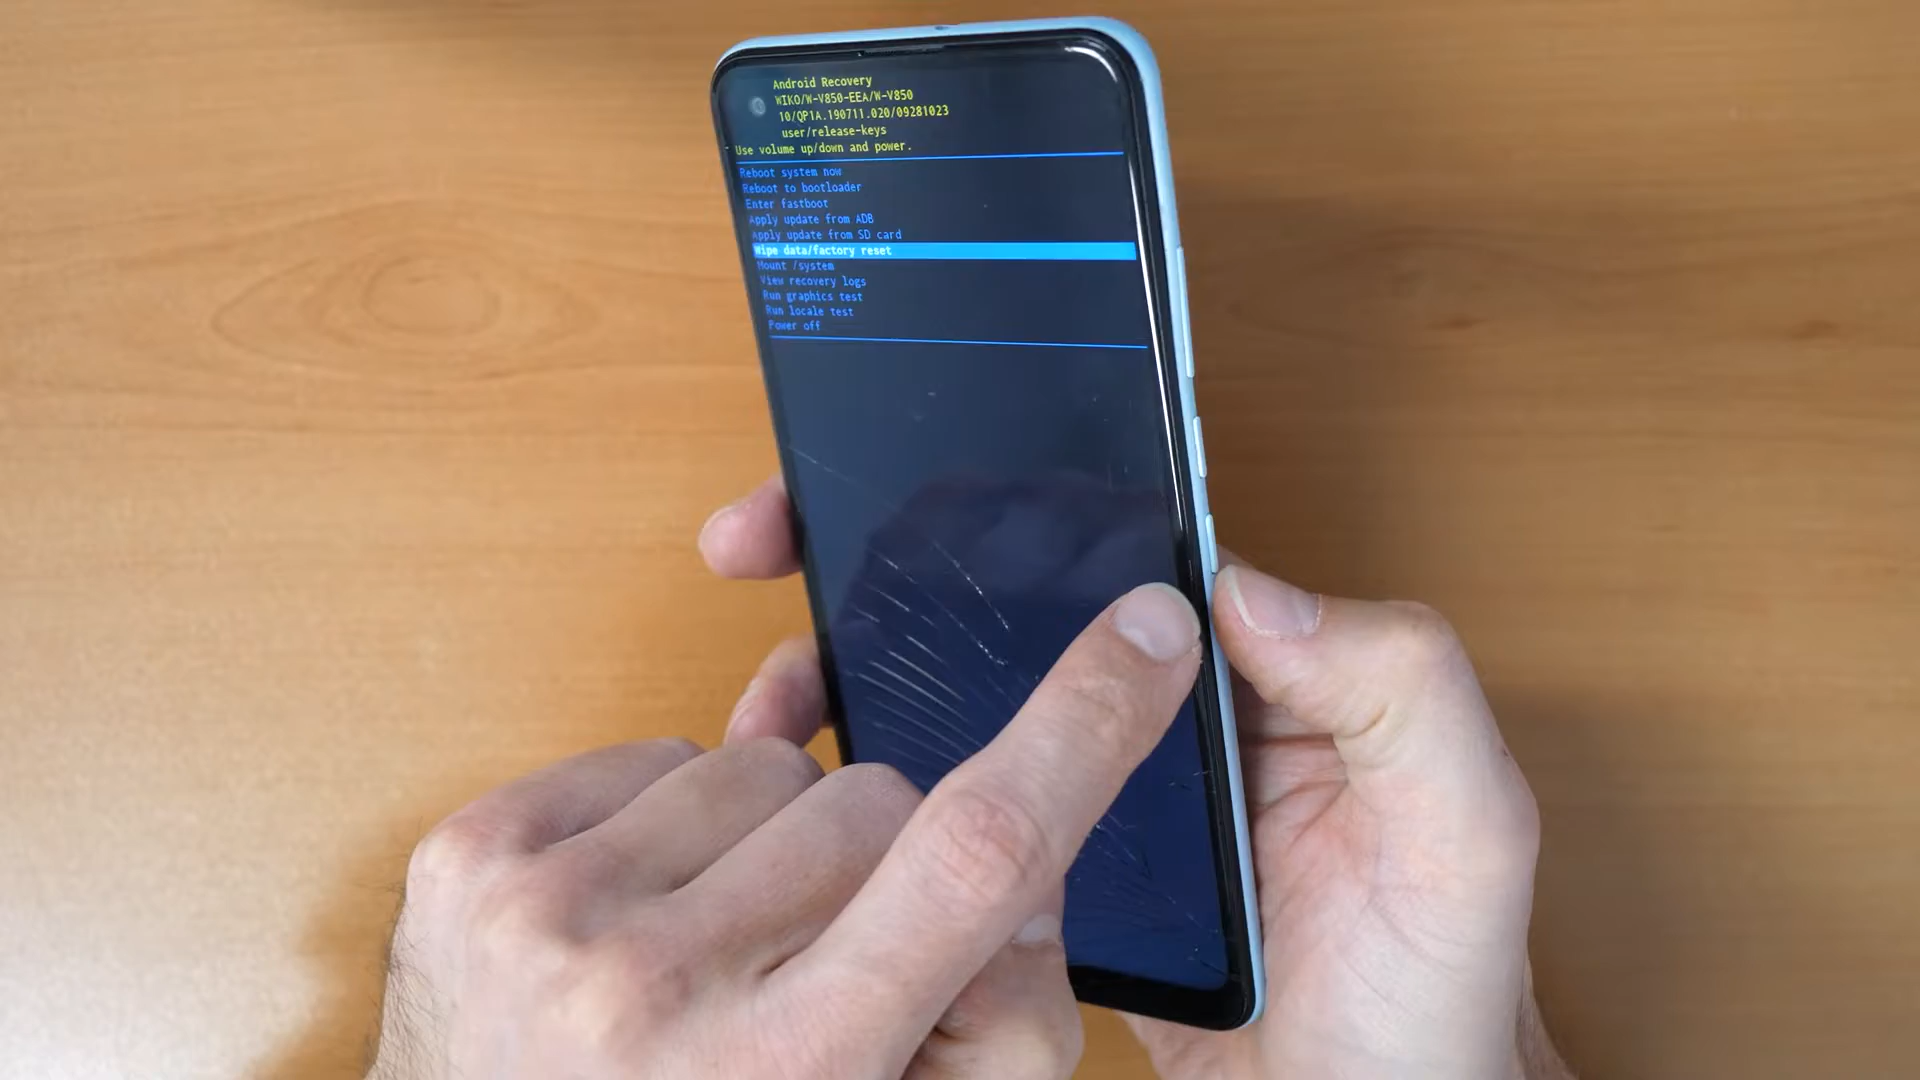 Android Recovery
WIKO/W-V850-EEA/W-V850
10/QP1A.190711.020/09281023
user/release-keys
Use volume up/down and power.
Reboot system now
Reboot to bootloader
Enter fastboot
Apply update from ADB
Apply update from SD card
Wipe data/factory reset
Mount /system
View recovery logs
Run graphics test
Run locale test
Power off